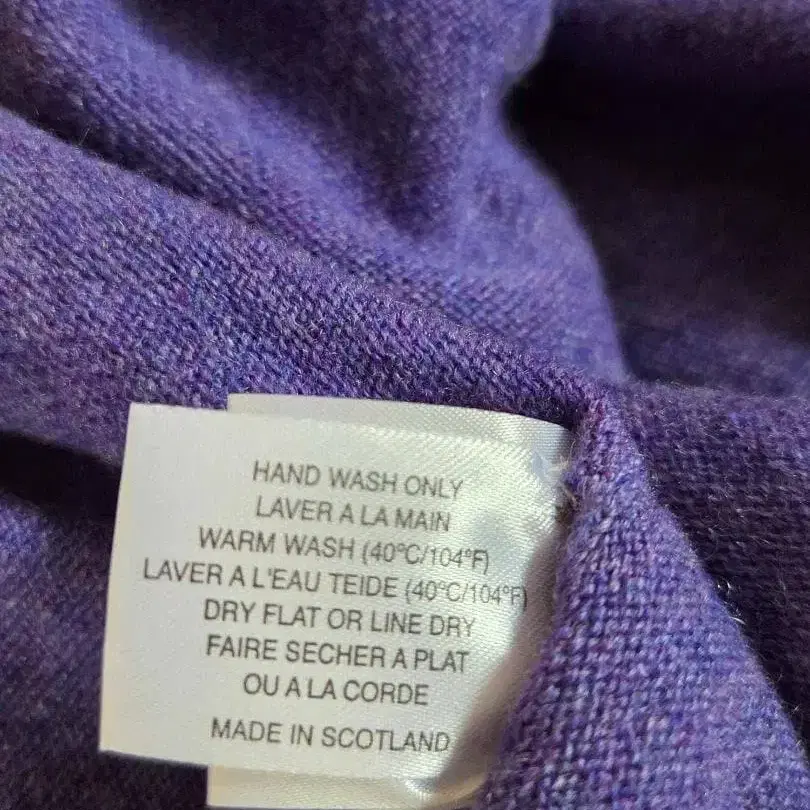 HAND WASH ONLY
LAVER A LA MAIN
WARM WASH (40°C/104°F)
LAVER A L'EAU TEIDE (40°C/104°F)
DRY FLAT OR LINE DRY
FAIRE SECHER A PLAT
OU A LA CORDE
MADE IN SCOTLAND